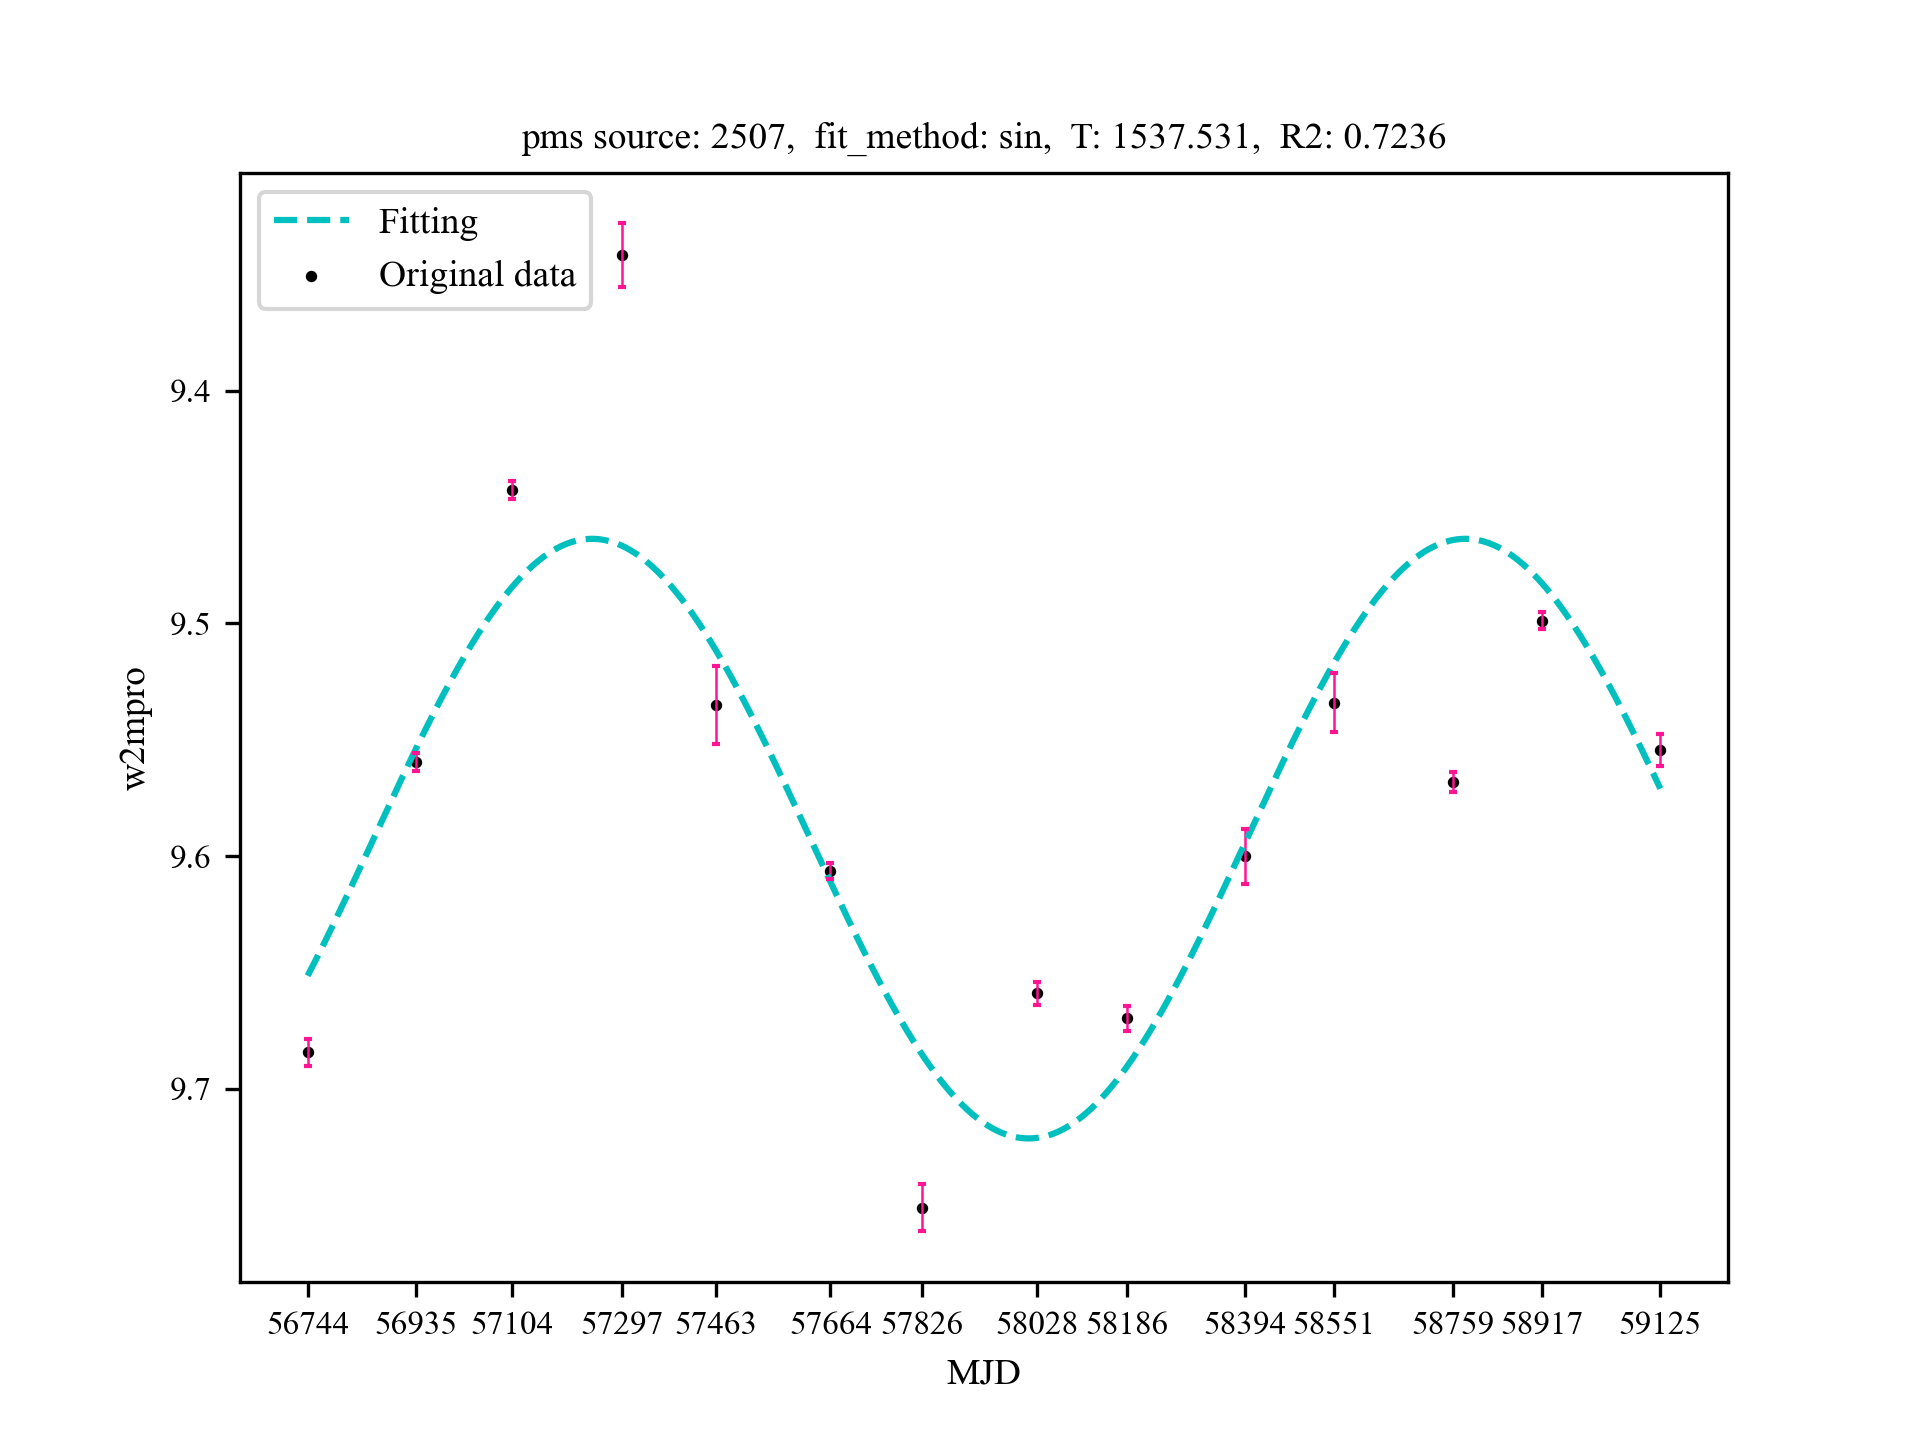 pms source: 2507,  fit_method: sin,  T: 1537.531,  R2: 0.7236
Fitting
Original data
9.4
9.5
9.6
9.7
w2mpro
56744 56935 57104 57297 57463 57664 57826 58028 58186 58394 58551 58759 58917 59125
MJD